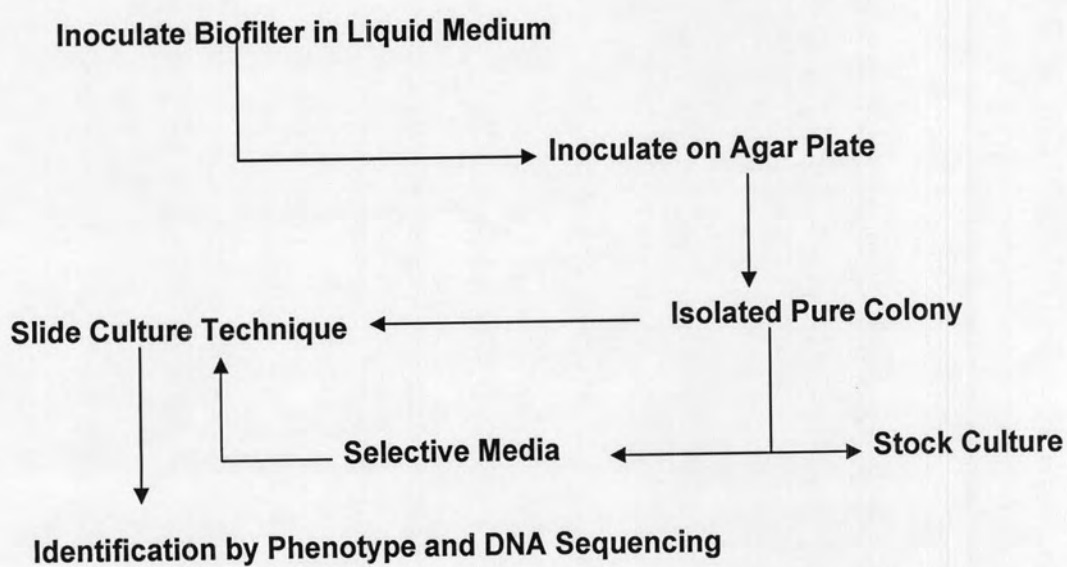 Inoculate Biofilter in Liquid Medium
Inoculate on Agar Plate
Isolated Pure Colony
Slide Culture Technique
Selective Media
Stock Culture
Identification by Phenotype and DNA Sequencing